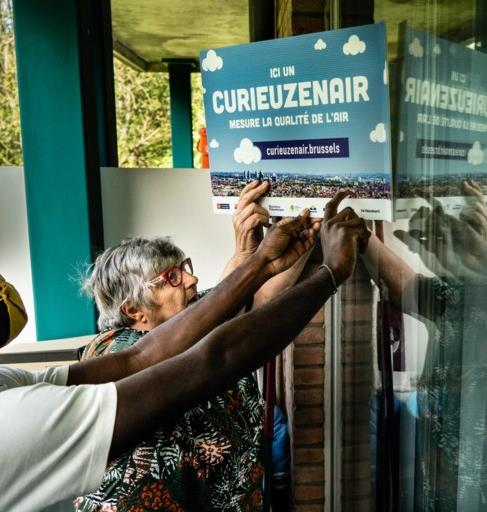 ICI UN
CURIEUZENAIR
MESURE LA QUALITÉ DE L'AIR
curieuzenair.brussels